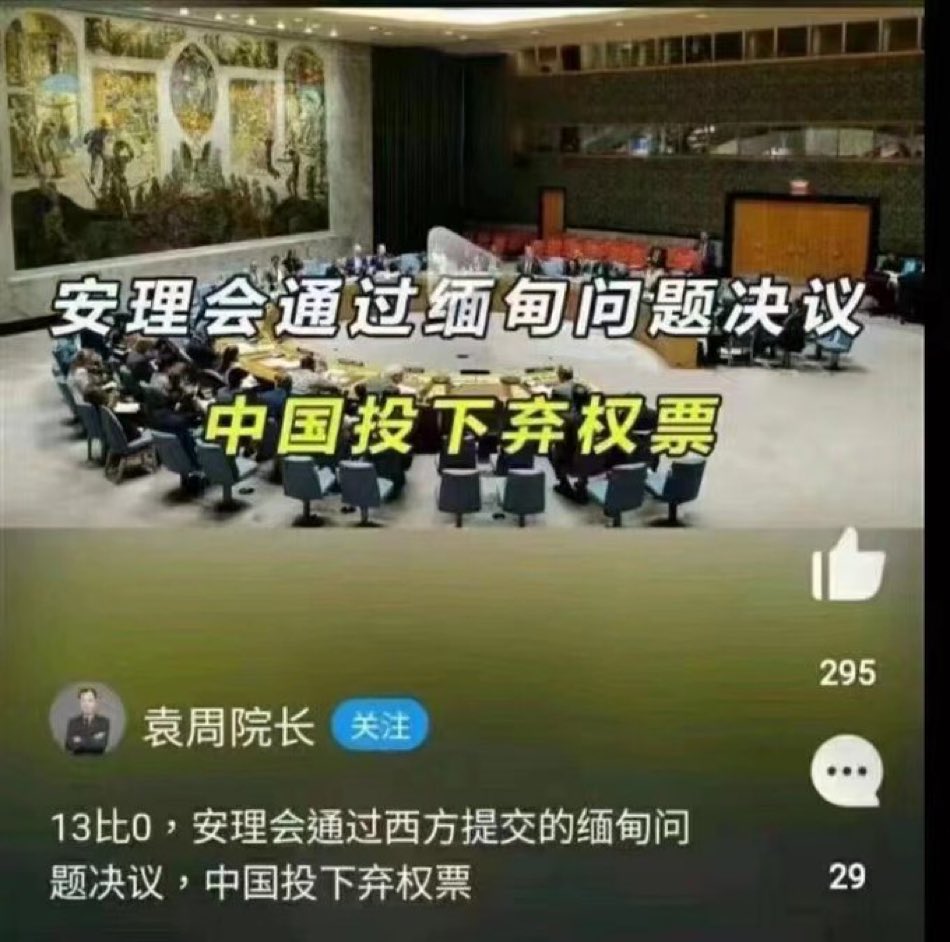 安理会通过缅甸问题决议
中国投下弃权票
295
袁周院长
关注
13比0，安理会通过西方提交的缅甸问
题决议，中国投下弃权票
29